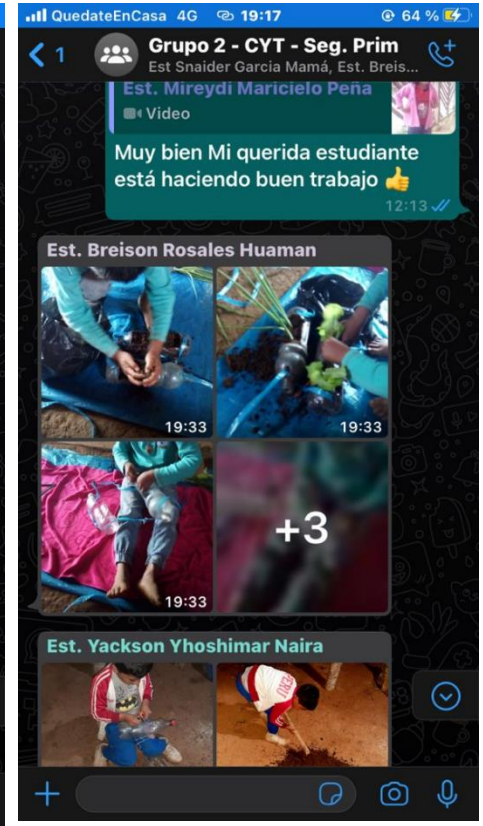 QuedateEnCasa 4G 19:17 64 %
1 Grupo 2 - CYT - Seg. Prim
Est Snaider Garcia Mamá, Est. Breis...
Est. Mireydi Maricielo Peña
Video
Muy bien Mi querida estudiante
está haciendo buen trabajo 👍
12:13
Est. Breison Rosales Huaman
19:33
19:33
19:33
+3
Est. Yackson Yhoshimar Naira
PERU